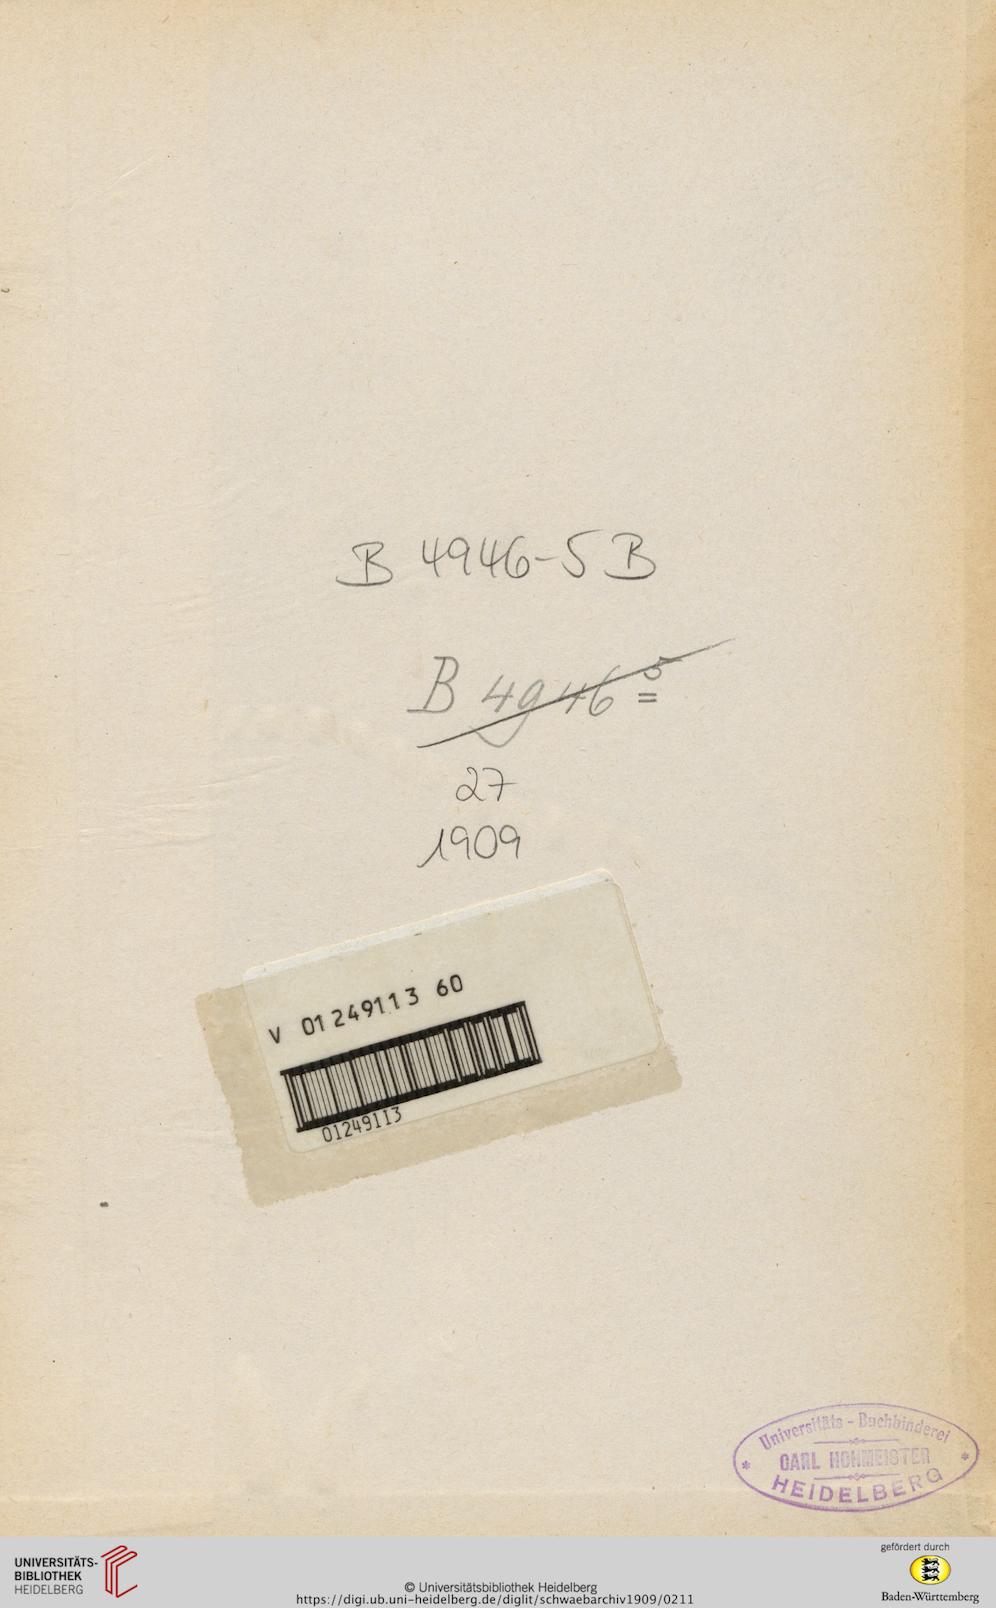 B 4946-5 B
B 4946 5
27
1909
V 01249113 60
01249113
Universitäts - Buchbinderei
CARL HOHMEISTER
HEIDELBERG
UNIVERSITÄTS-
BIBLIOTHEK
HEIDELBERG
© Universitätsbibliothek Heidelberg
https://digi.ub.uni-heidelberg.de/diglit/schwaebarchiv1909/0211
gefördert durch
Baden-Württemberg